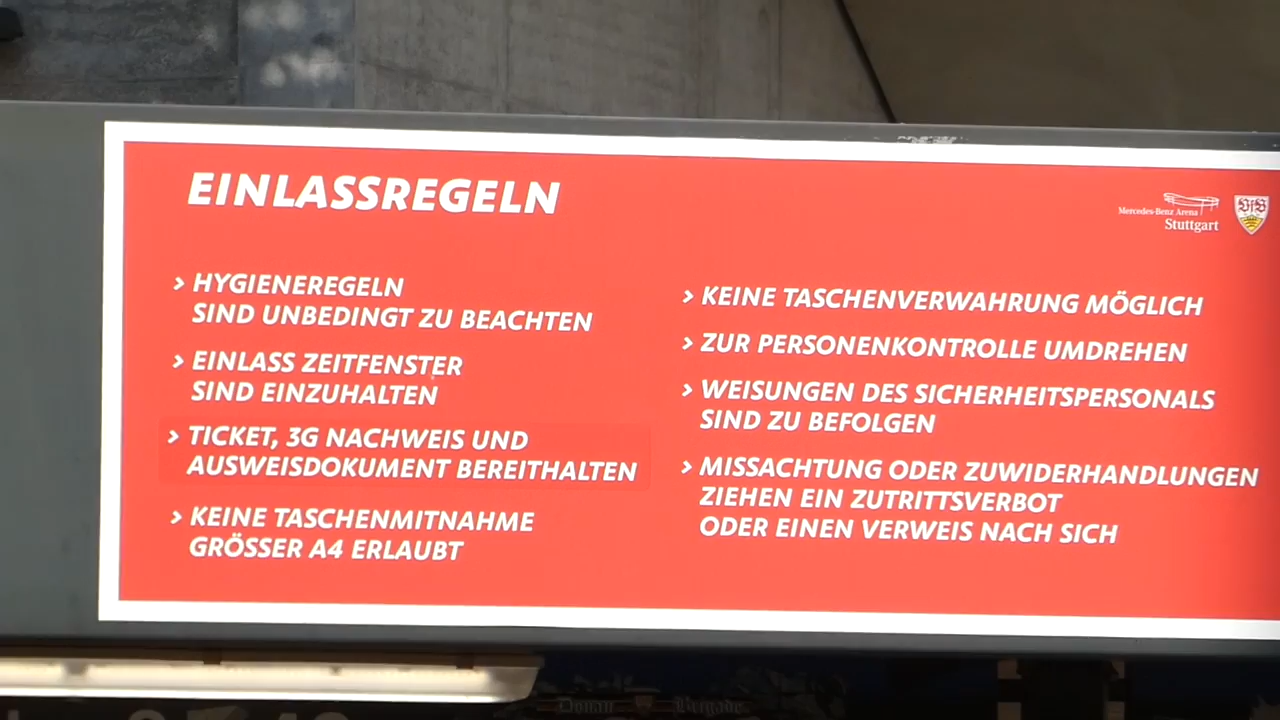 EINLASSREGELN
Mercedes-Benz Arena
Stuttgart
VfB
> HYGIENEREGELN
SIND UNBEDINGT ZU BEACHTEN
> EINLASS ZEITFENSTER
SIND EINZUHALTEN
> TICKET, 3G NACHWEIS UND
AUSWEISDOKUMENT BEREITHALTEN
> KEINE TASCHENMITNAHME
GRÖSSER A4 ERLAUBT
> KEINE TASCHENVERWAHRUNG MÖGLICH
> ZUR PERSONENKONTROLLE UMDREHEN
> WEISUNGEN DES SICHERHEITSPERSONALS
SIND ZU BEFOLGEN
> MISSACHTUNG ODER ZUWIDERHANDLUNGEN
ZIEHEN EIN ZUTRITTSVERBOT
ODER EINEN VERWEIS NACH SICH
Donau Brigade